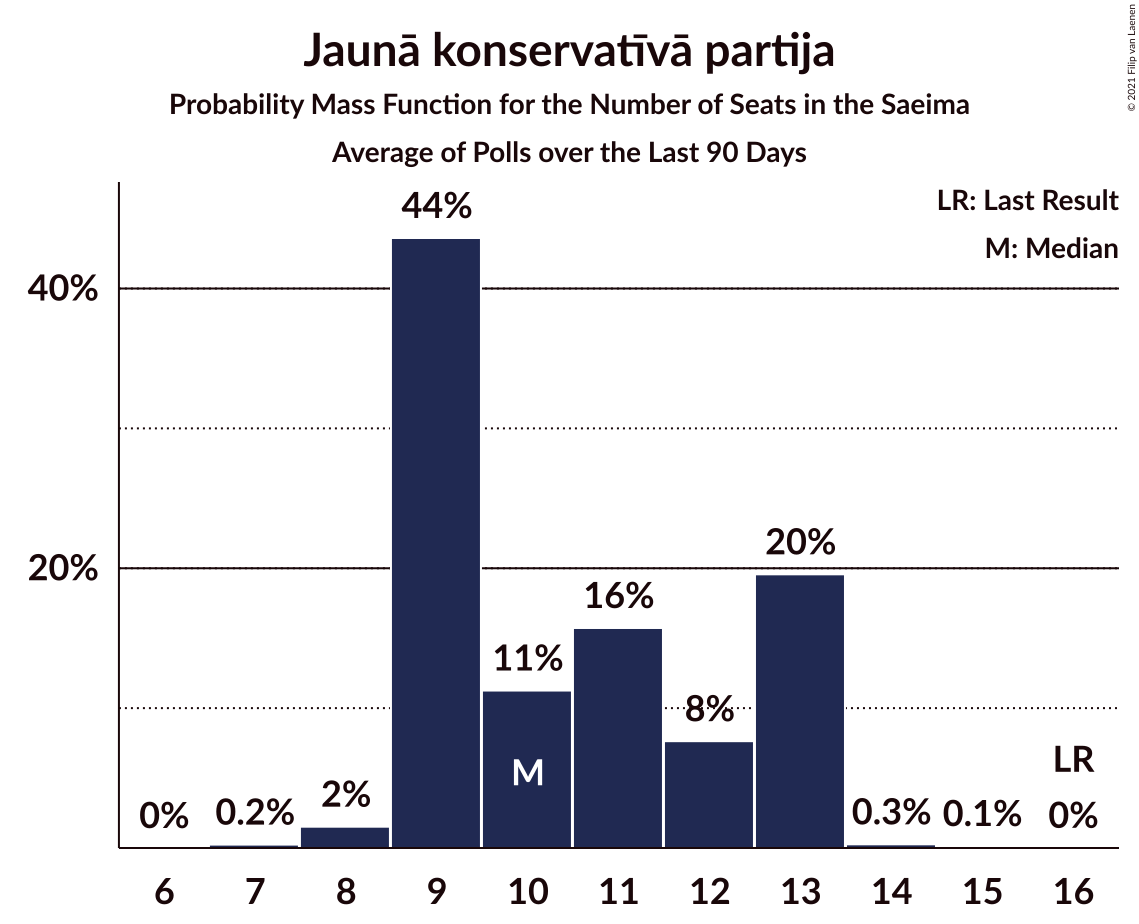 Jaunā konservatīvā partija
Probability Mass Function for the Number of Seats in the Saeima
Average of Polls over the Last 90 Days
© 2021 Filip van Laenen
LR: Last Result
M: Median
44%
40%
20%
20%
16%
11%
8%
M
LR
0%
0.2%
2%
0.3%
0.1%
0%
6 7 8 9 10 11 12 13 14 15 16